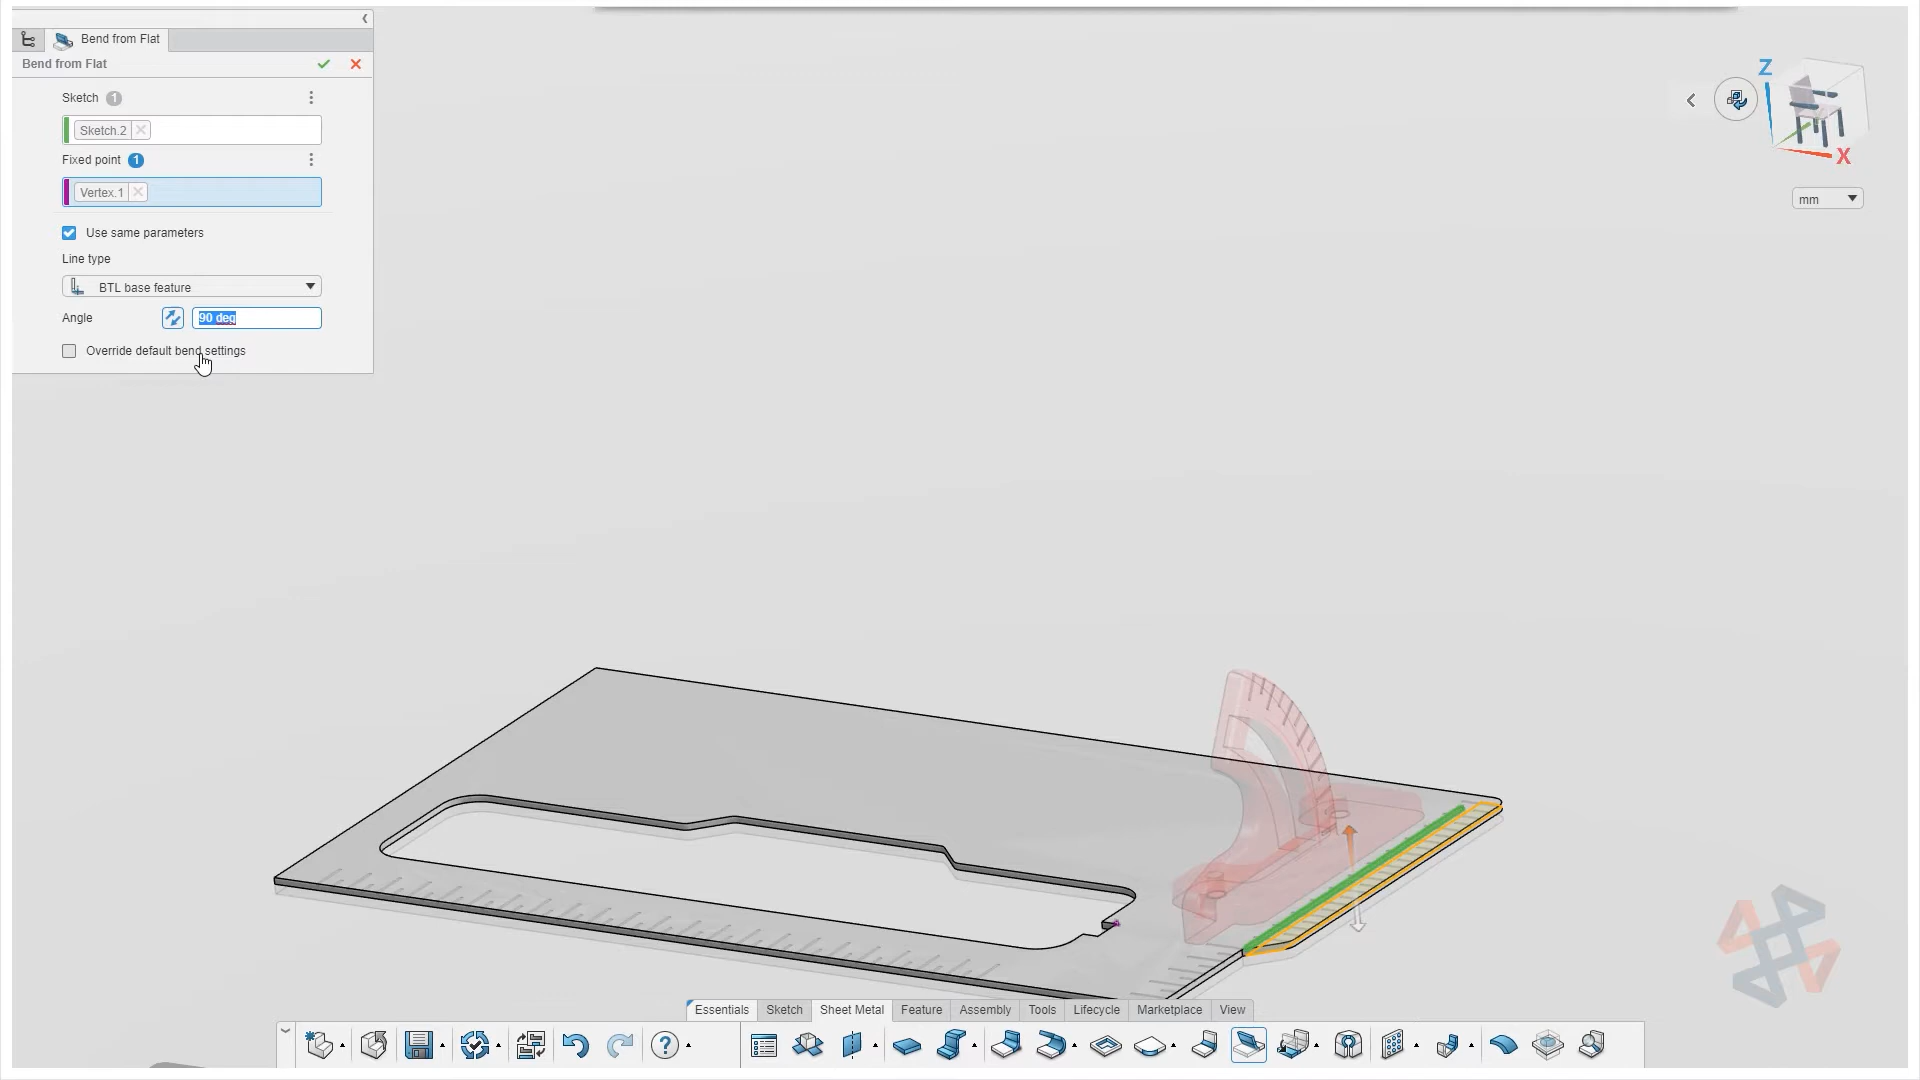 Bend from Flat
Bend from Flat
Sketch 1
Sketch.2
Fixed point 1
Vertex.1
Use same parameters
Line type
BTL base feature
Angle 90 deg
Override default bend settings
Z
X
mm
Essentials Sketch Sheet Metal Feature Assembly Tools Lifecycle Marketplace View
?